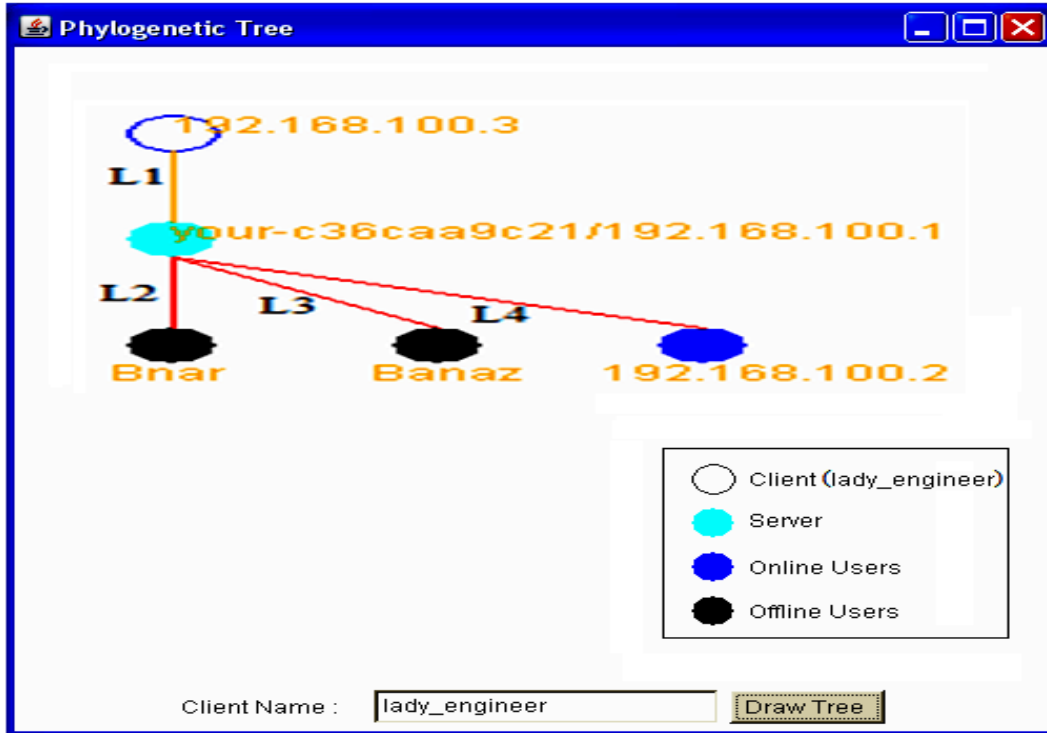 Phylogenetic Tree
192.168.100.3
L1
your-c36caa9c21/192.168.100.1
L2
L3
L4
Bnar
Banaz
192.168.100.2
Client (lady_engineer)
Server
Online Users
Offline Users
Client Name :
lady_engineer
Draw Tree